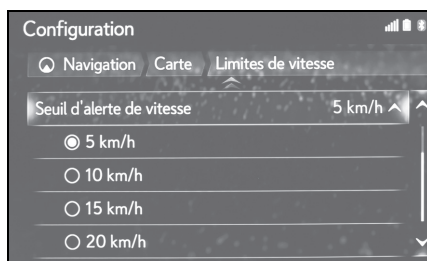 Configuration
Navigation Carte Limites de vitesse
Seuil d'alerte de vitesse 5 km/h
5 km/h
10 km/h
15 km/h
20 km/h